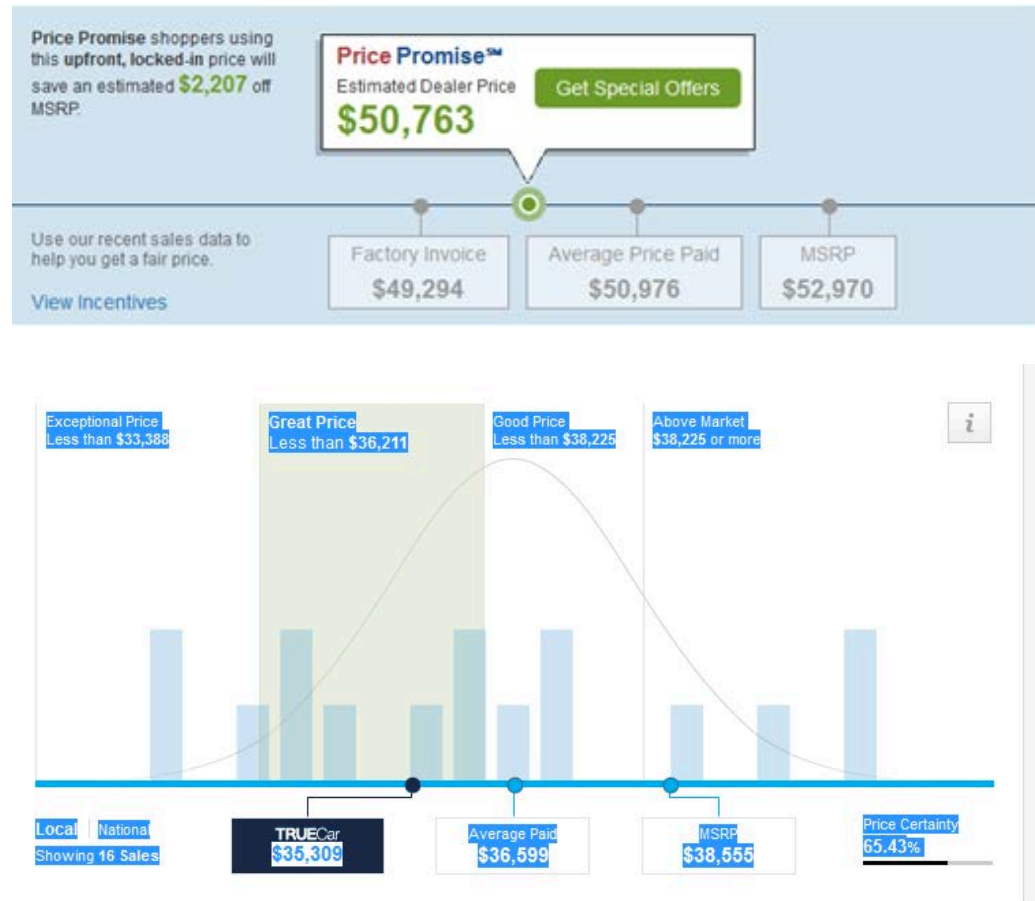 Price Promise shoppers using
this upfront, locked-in price will
save an estimated $2,207 off
MSRP.
Price Promise℠
Estimated Dealer Price
$50,763
Get Special Offers
Use our recent sales data to
help you get a fair price.
View Incentives
Factory Invoice
$49,294
Average Price Paid
$50,976
MSRP
$52,970
Exceptional Price
Less than $33,388
Great Price
Less than $36,211
Good Price
Less than $38,225
Above Market
$38,225 or more
i
Local National
Showing 16 Sales
TRUECar
$35,309
Average Paid
$36,599
MSRP
$38,555
Price Certainty
65.43%